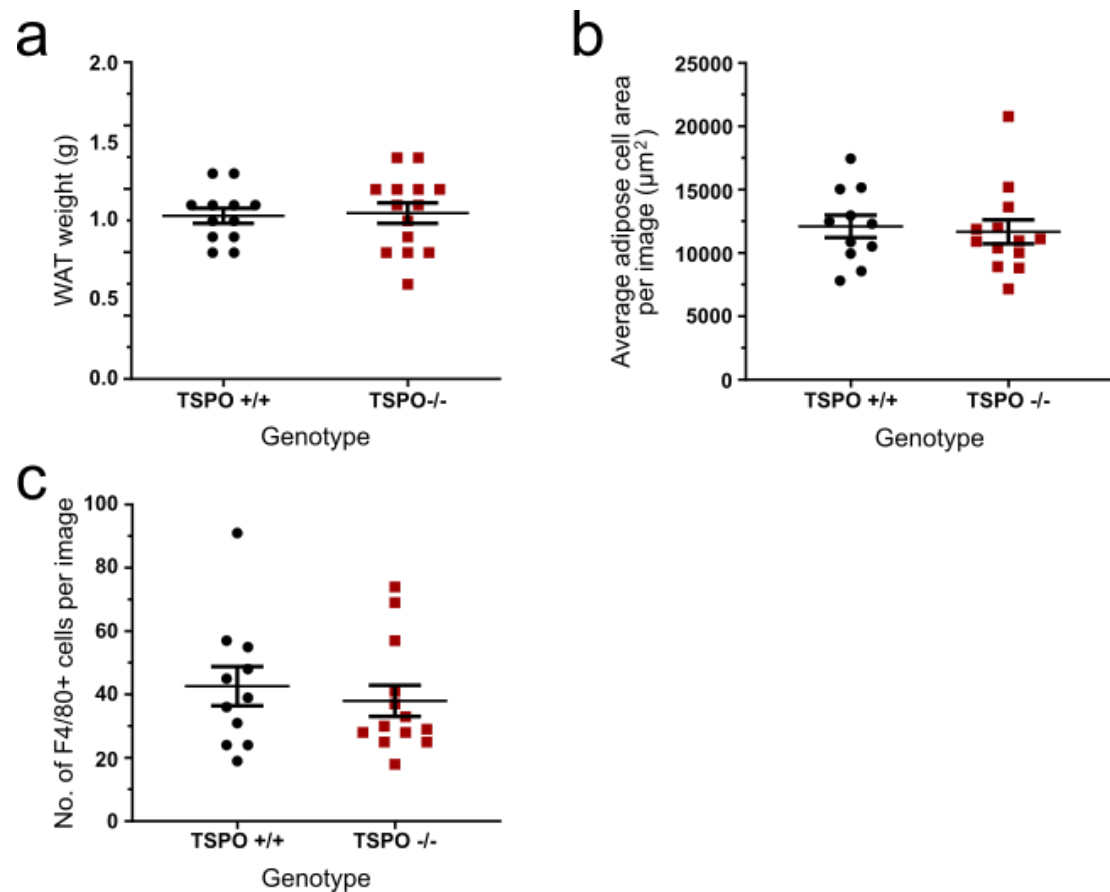 a
WAT weight (g)
2.0
1.5
1.0
0.5
0.0
TSPO +/+ TSPO-/-
Genotype
b
Average adipose cell area
per image (µm²)
25000
20000
15000
10000
5000
0
TSPO +/+ TSPO -/-
Genotype
c
No. of F4/80+ cells per image
100
80
60
40
20
0
TSPO +/+ TSPO -/-
Genotype